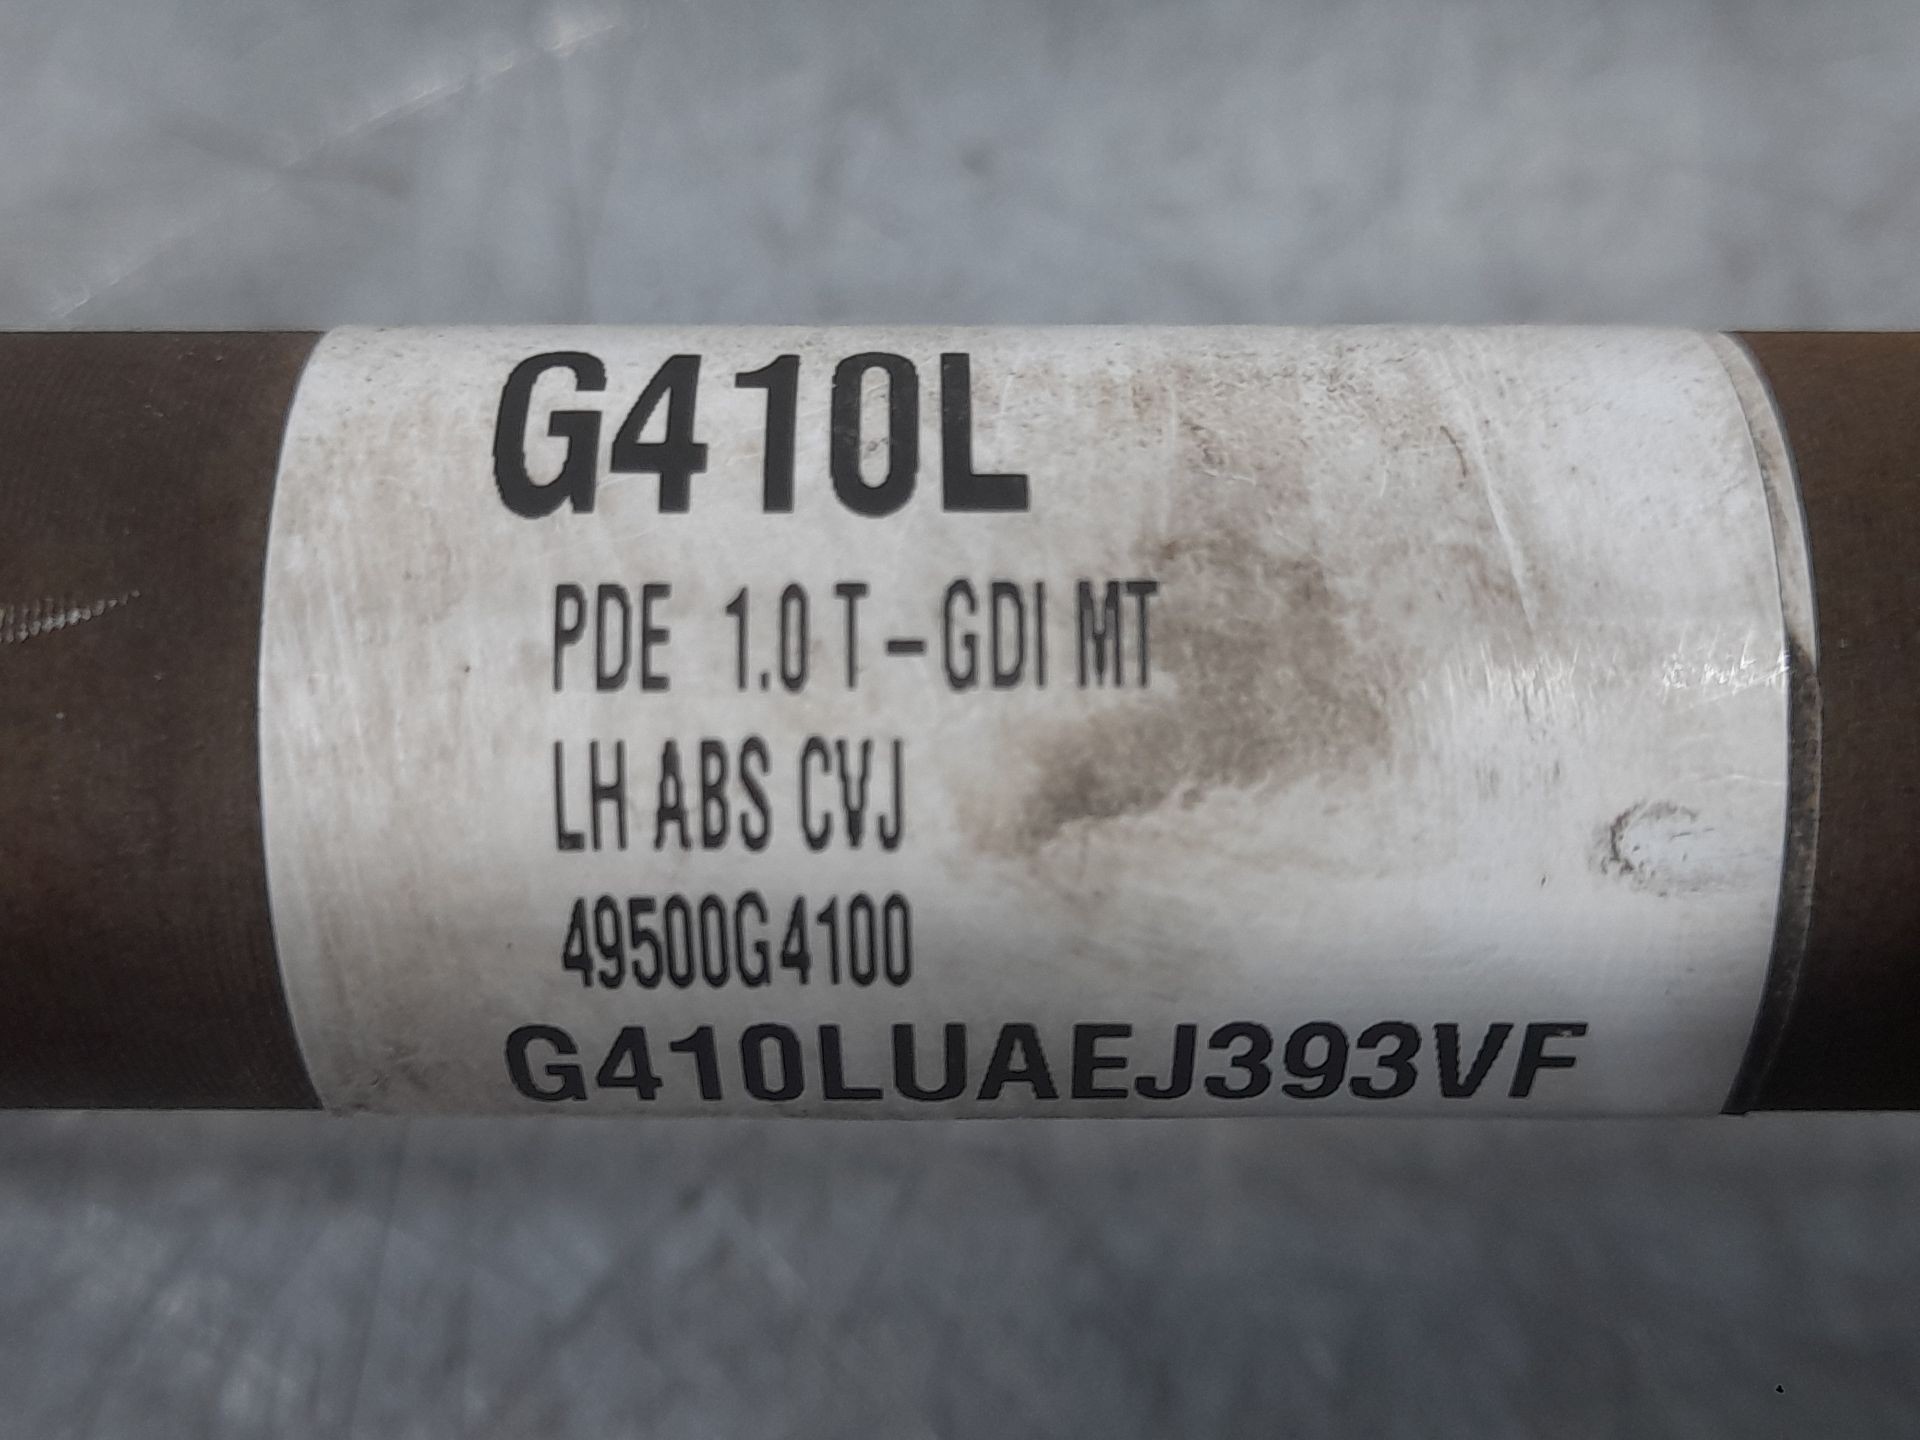 G410L
PDE 1.0 T-GDI MT
LH ABS CVJ
49500G4100
G410LUAEJ393VF